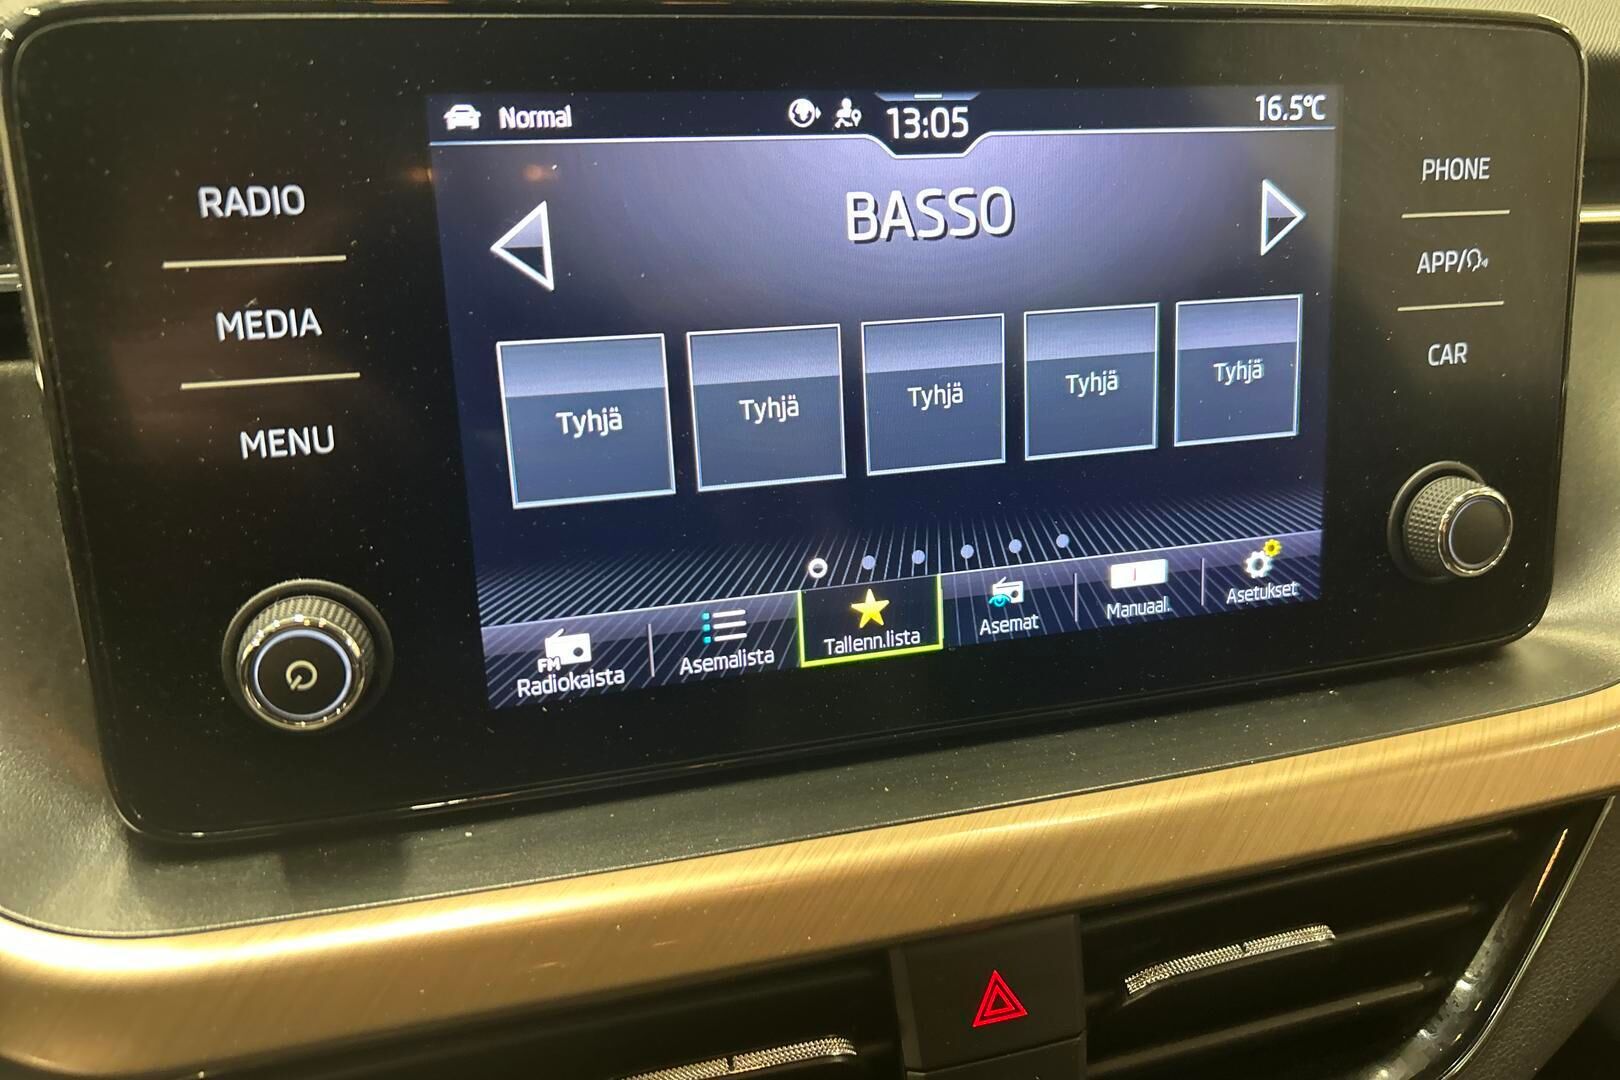 Normal
13:05
16.5°C
RADIO
MEDIA
MENU
BASSO
PHONE
APP/
CAR
Tyhjä
Tyhjä
Tyhjä
Tyhjä
Tyhjä
FM
Radiokaista
Asemalista
Tallenn.lista
Asemat
Manuaal.
Asetukset